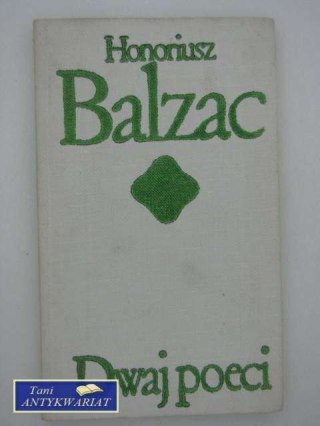 Honoriusz
Balzac
Dwaj poeci
Tani
ANTYKWARIAT